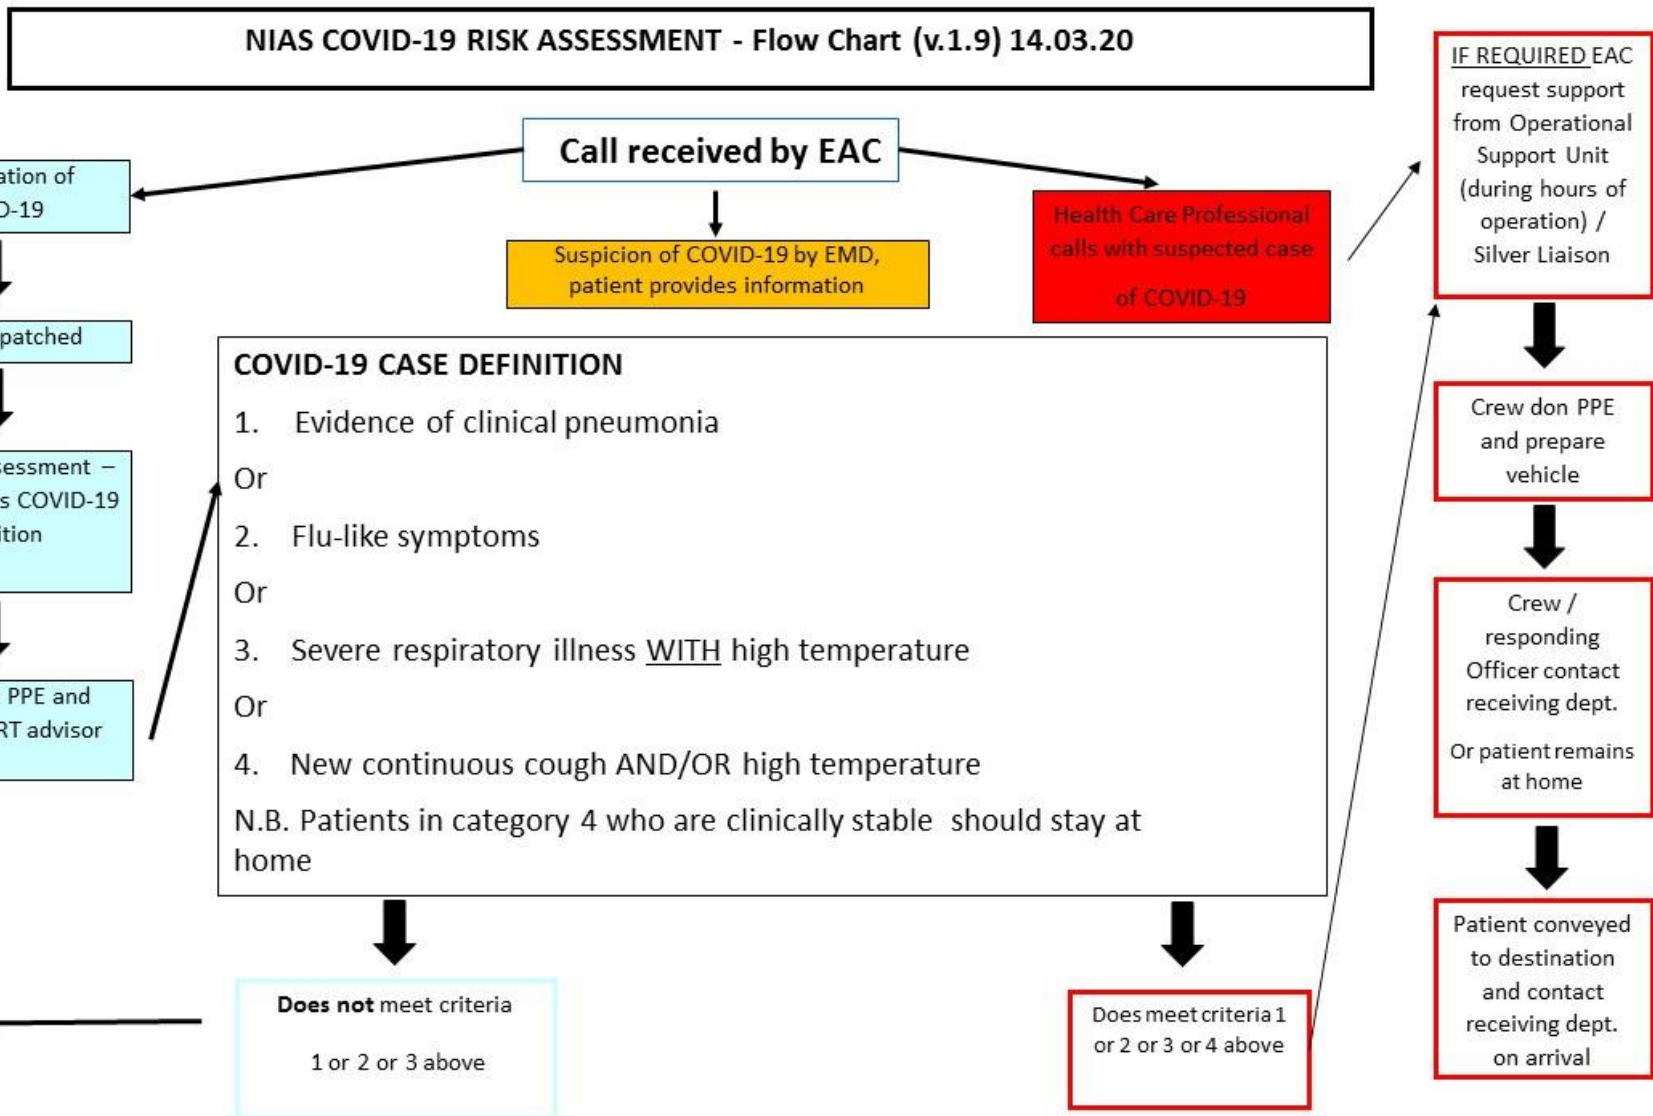 NIAS COVID-19 RISK ASSESSMENT - Flow Chart (v.1.9) 14.03.20
Call received by EAC
ation of
D-19
patched
sessment –
s COVID-19
ition
PPE and
RT advisor
Suspicion of COVID-19 by EMD,
patient provides information
Health Care Professional
calls with suspected case
of COVID-19
COVID-19 CASE DEFINITION
1. Evidence of clinical pneumonia
Or
2. Flu-like symptoms
Or
3. Severe respiratory illness WITH high temperature
Or
4. New continuous cough AND/OR high temperature
N.B. Patients in category 4 who are clinically stable should stay at
home
Does not meet criteria
1 or 2 or 3 above
Does meet criteria 1
or 2 or 3 or 4 above
IF REQUIRED EAC
request support
from Operational
Support Unit
(during hours of
operation) /
Silver Liaison
Crew don PPE
and prepare
vehicle
Crew /
responding
Officer contact
receiving dept.
Or patient remains
at home
Patient conveyed
to destination
and contact
receiving dept.
on arrival